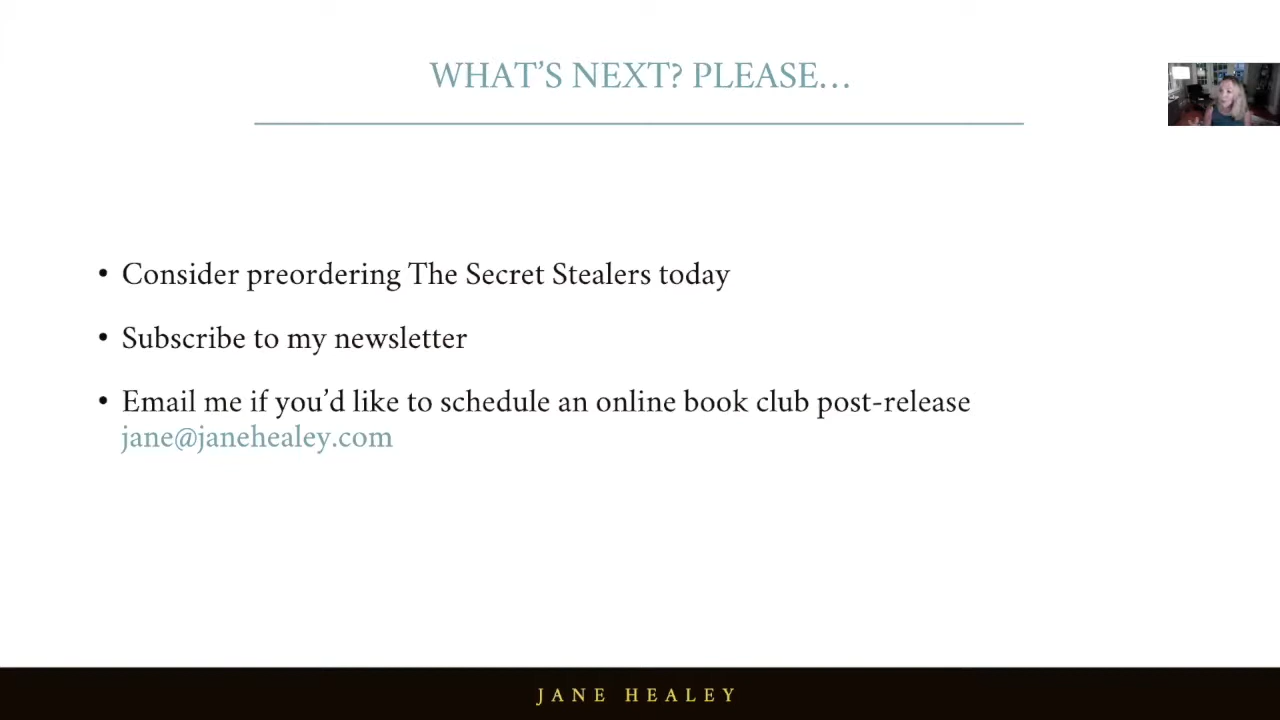 WHAT’S NEXT? PLEASE…
• Consider preordering The Secret Stealers today
• Subscribe to my newsletter
• Email me if you’d like to schedule an online book club post-release
jane@janehealey.com
JANE HEALEY